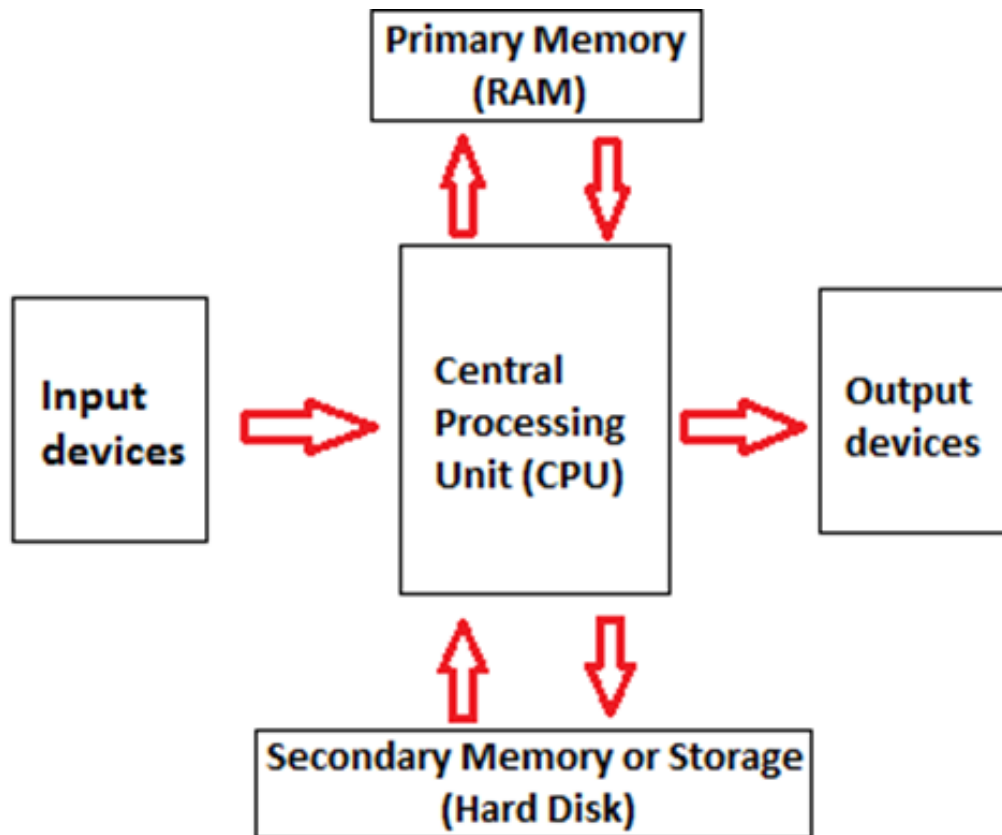 Primary Memory
(RAM)
Input
devices
Central
Processing
Unit (CPU)
Output
devices
Secondary Memory or Storage
(Hard Disk)